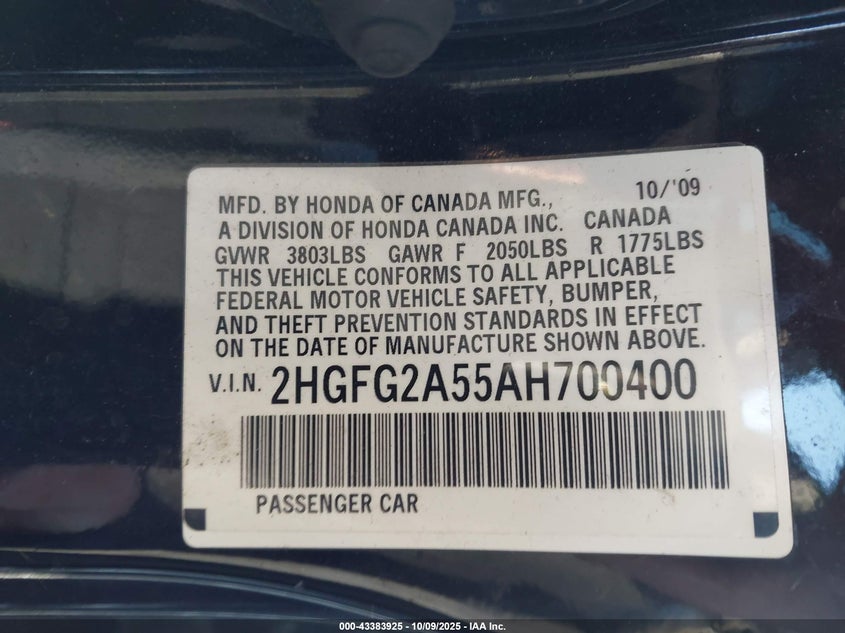 MFD. BY HONDA OF CANADA MFG., 10/'09
A DIVISION OF HONDA CANADA INC. CANADA
GVWR 3803LBS GAWR F 2050LBS R 1775LBS
THIS VEHICLE CONFORMS TO ALL APPLICABLE
FEDERAL MOTOR VEHICLE SAFETY, BUMPER,
AND THEFT PREVENTION STANDARDS IN EFFECT
ON THE DATE OF MANUFACTURE SHOWN ABOVE.
V.I.N. 2HGFG2A55AH700400
PASSENGER CAR
000-43383925 - 10/09/2025 - IAA Inc.